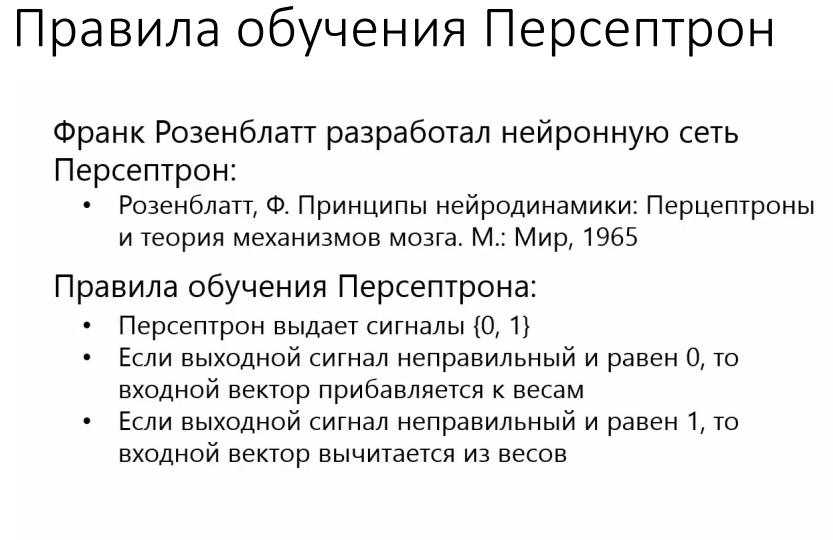 Правила обучения Персептрон
Франк Розенблатт разработал нейронную сеть
Персептрон:
• Розенблатт, Ф. Принципы нейродинамики: Перцептроны
и теория механизмов мозга. М.: Мир, 1965
Правила обучения Персептрона:
• Персептрон выдает сигналы {0, 1}
• Если выходной сигнал неправильный и равен 0, то
входной вектор прибавляется к весам
• Если выходной сигнал неправильный и равен 1, то
входной вектор вычитается из весов